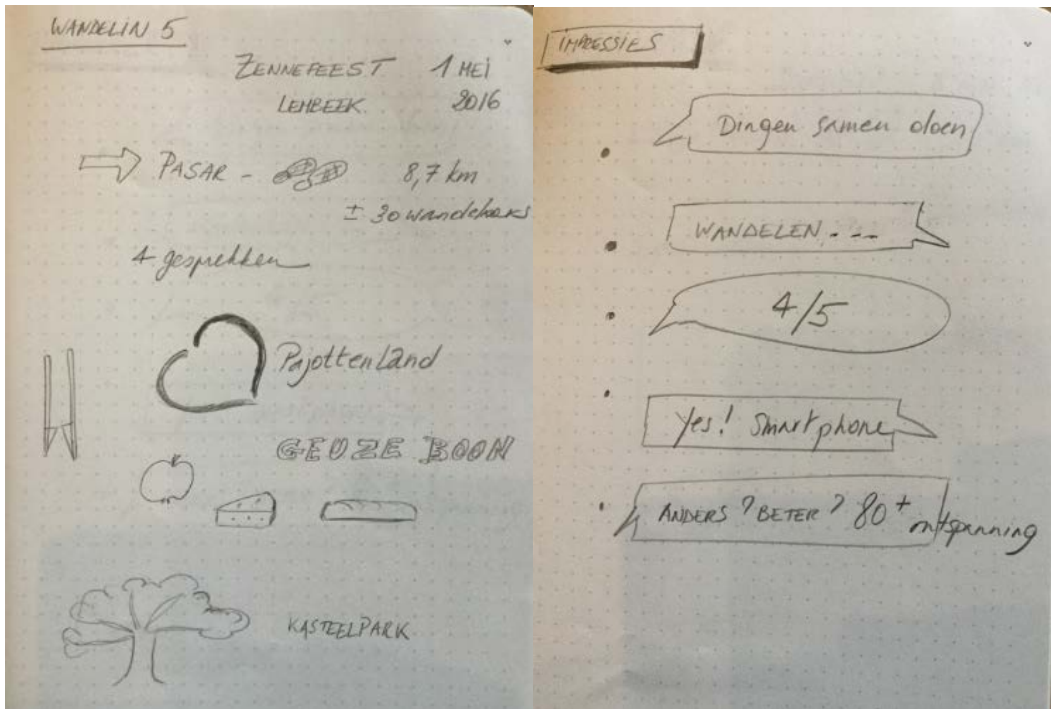 WANDELIN 5
ZENNEFEEST 1 MEI
LEMBEEK 2016
PASAR - 8,7 km
± 30 wandelaars
4 gesprekken
Pajottenland
GEUZE BOON
KASTEELPARK
IMPRESSIES
Dingen samen doen
WANDELEN ---
4/5
Yes! Smartphone
ANDERS? BETER? 80+ ontspanning